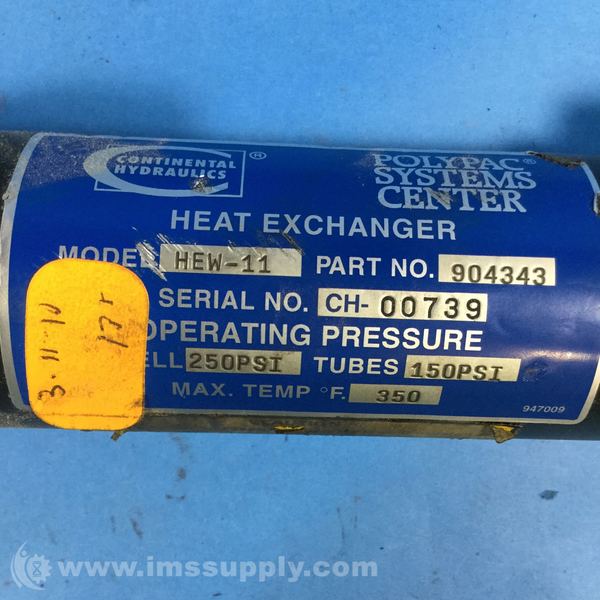 CONTINENTAL
HYDRAULICS ®
POLYPAC®
SYSTEMS
CENTER
HEAT EXCHANGER
MODEL HEW-11 PART NO. 904343
SERIAL NO. CH- 00739
OPERATING PRESSURE
ELL 250PSI TUBES 150PSI
MAX. TEMP °F. 350
947009
www.imssupply.com